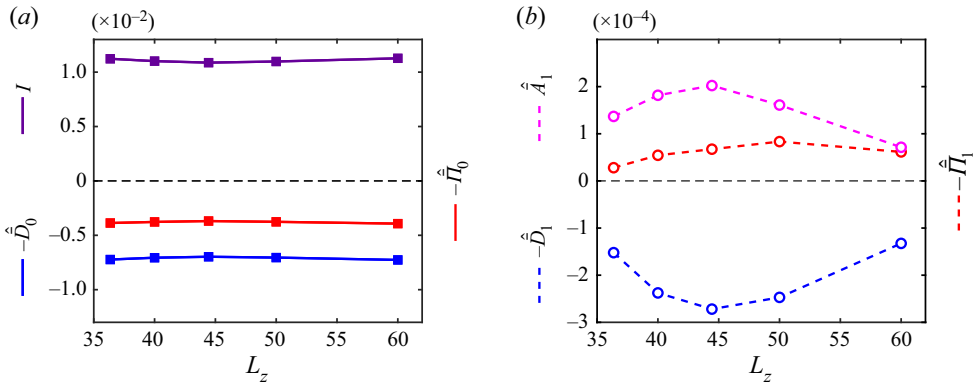 (a) (×10⁻²)
I
1.0
0.5
0
−0.5
−1.0
−D̂̄₀
−Π̂̄₀
35 40 45 50 55 60
L_z
(b) (×10⁻⁴)
Â̄₁
2
1
0
−1
−2
−3
−D̂̄₁
−Π̂̄₁
35 40 45 50 55 60
L_z